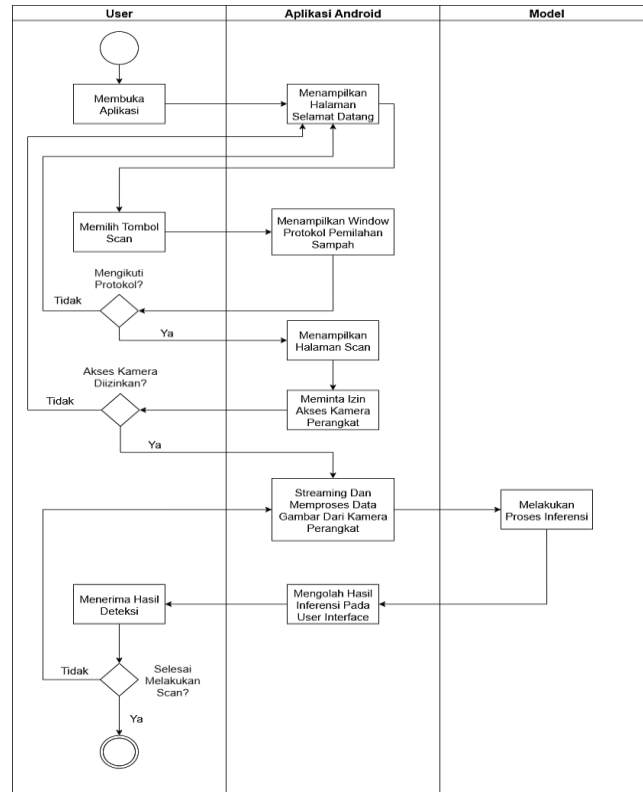 User
Aplikasi Android
Model
Membuka
Aplikasi
Menampilkan
Halaman
Selamat Datang
Memilih Tombol
Scan
Menampilkan Window
Protokol Pemilahan
Sampah
Mengikuti
Protokol?
Tidak
Ya
Menampilkan
Halaman Scan
Akses Kamera
Diizinkan?
Tidak
Meminta Izin
Akses Kamera
Perangkat
Ya
Streaming Dan
Memproses Data
Gambar Dari Kamera
Perangkat
Melakukan
Proses Inferensi
Menerima Hasil
Deteksi
Mengolah Hasil
Inferensi Pada
User Interface
Tidak
Selesai
Melakukan
Scan?
Ya